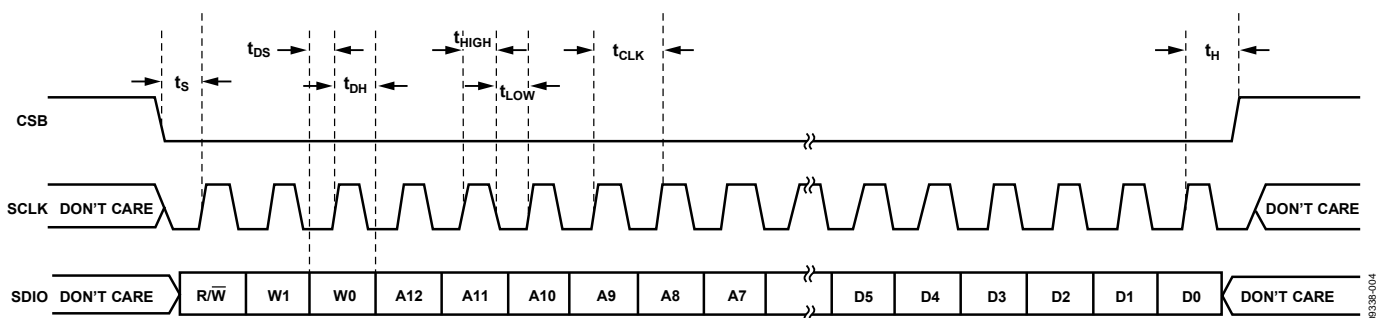 tDS
tHIGH
tCLK
tH
tS
tDH
tLOW
CSB
SCLK DON'T CARE
DON'T CARE
SDIO DON'T CARE R/W̅ W1 W0 A12 A11 A10 A9 A8 A7 D5 D4 D3 D2 D1 D0 DON'T CARE
09338-004